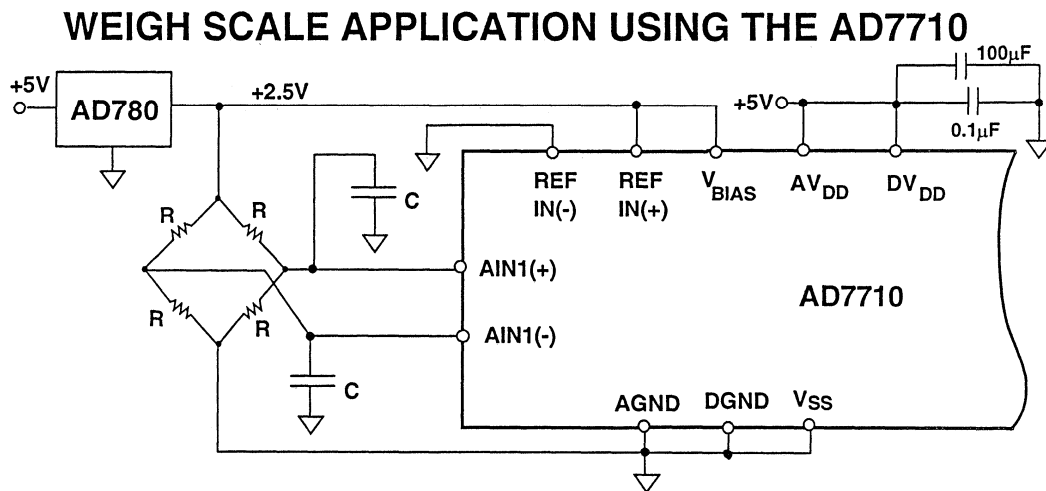 WEIGH SCALE APPLICATION USING THE AD7710
+5V
AD780
+2.5V
+5V
100µF
0.1µF
REF
IN(-)
REF
IN(+)
VBIAS
AVDD
DVDD
C
R
R
R
R
AIN1(+)
AIN1(-)
C
AD7710
AGND
DGND
VSS